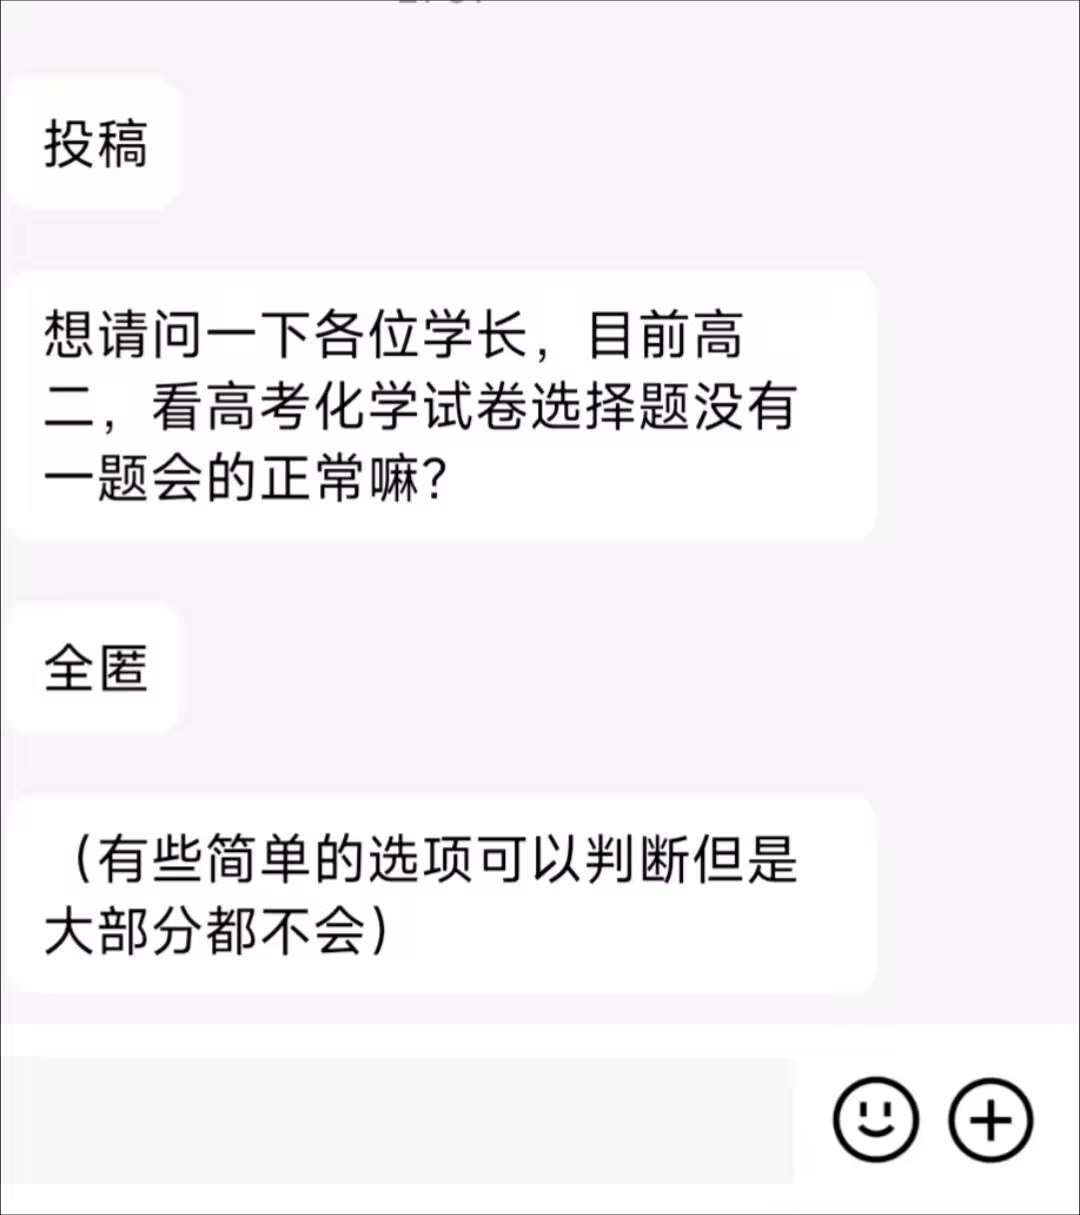 投稿
想请问一下各位学长，目前高
二，看高考化学试卷选择题没有
一题会的正常嘛？
全匿
（有些简单的选项可以判断但是
大部分都不会）